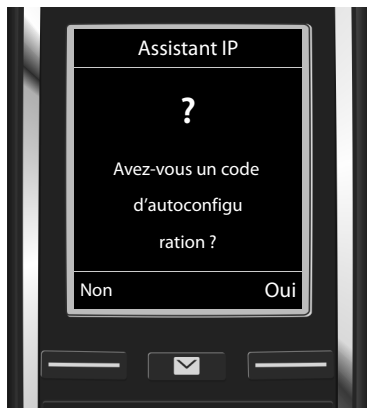 Assistant IP
?
Avez-vous un code
d'autoconfigu
ration ?
Non Oui